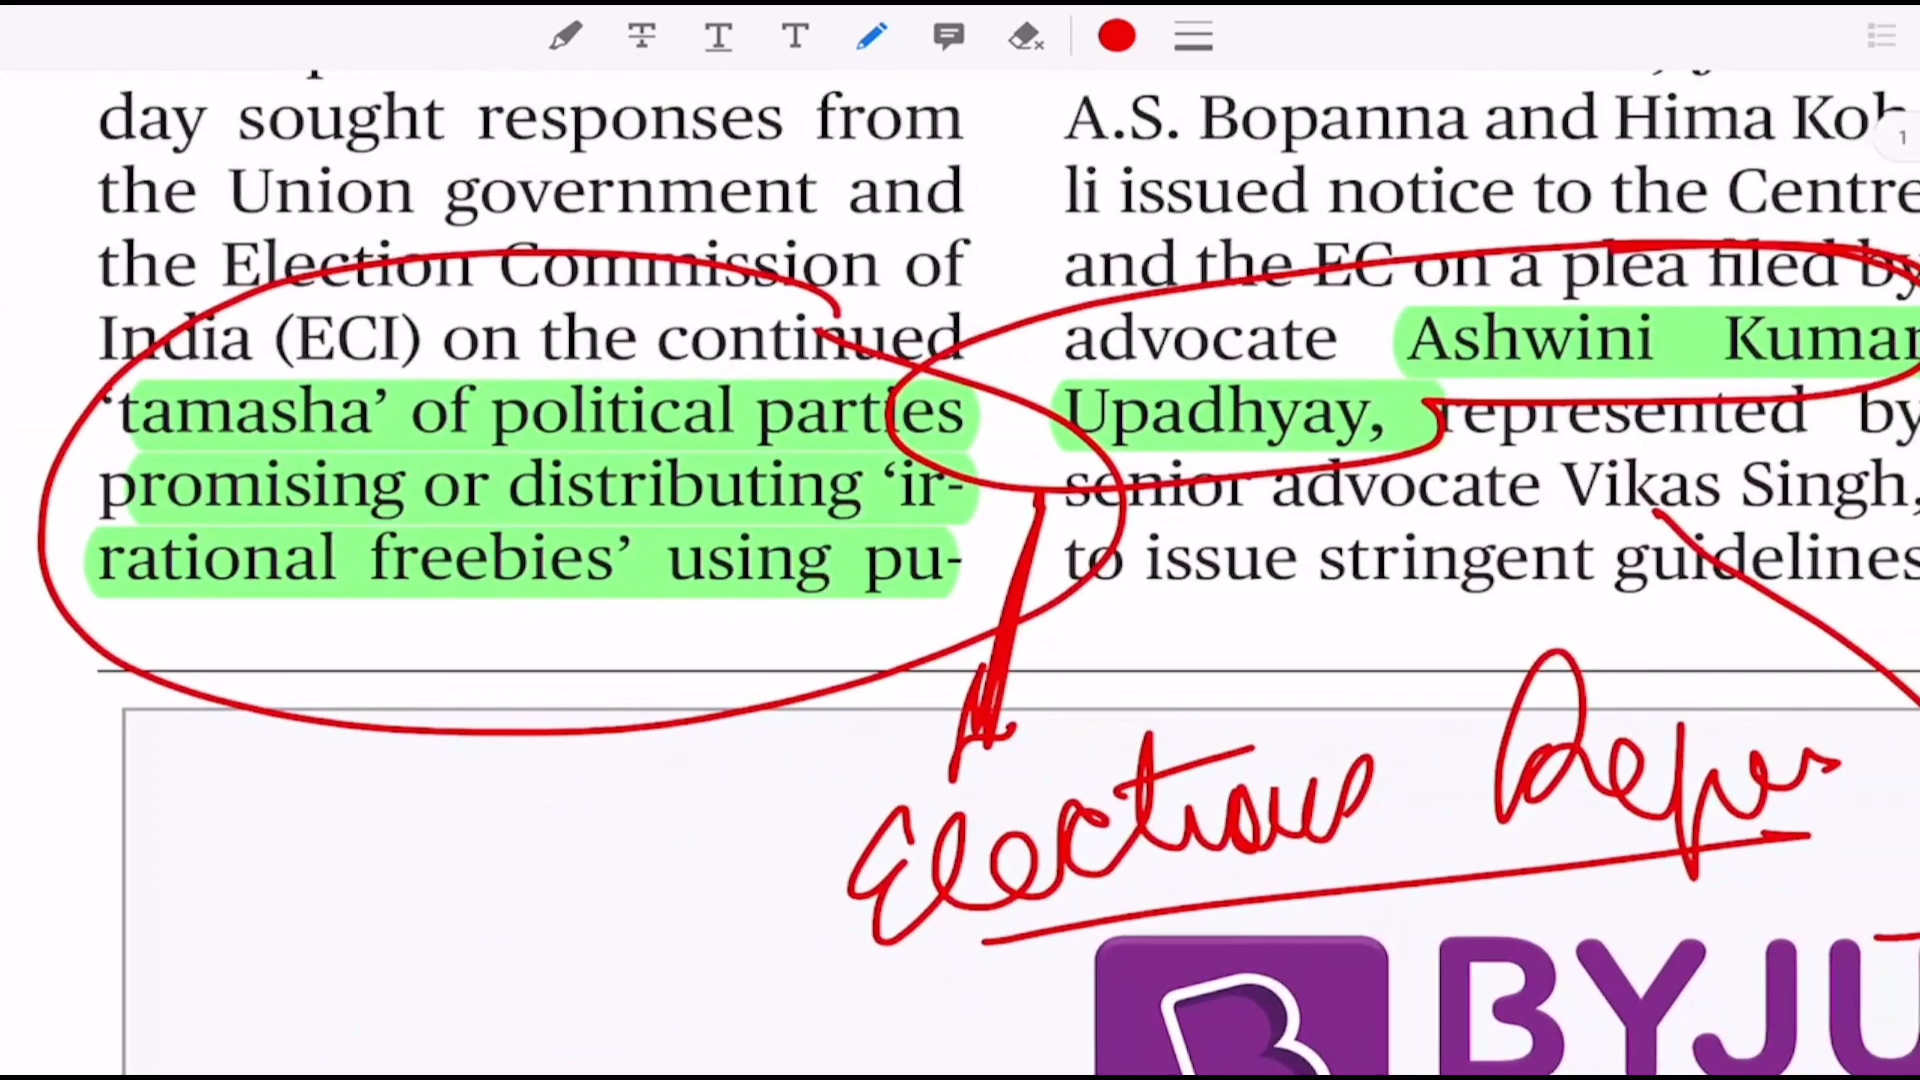 day sought responses from
the Union government and
the Election Commission of
India (ECI) on the continued
‘tamasha’ of political parties
promising or distributing ‘ir-
rational freebies’ using pu-
A.S. Bopanna and Hima Koh-
li issued notice to the Centre
and the EC on a plea filed by
advocate Ashwini Kumar
Upadhyay, represented by
senior advocate Vikas Singh,
to issue stringent guidelines
1
BYJU